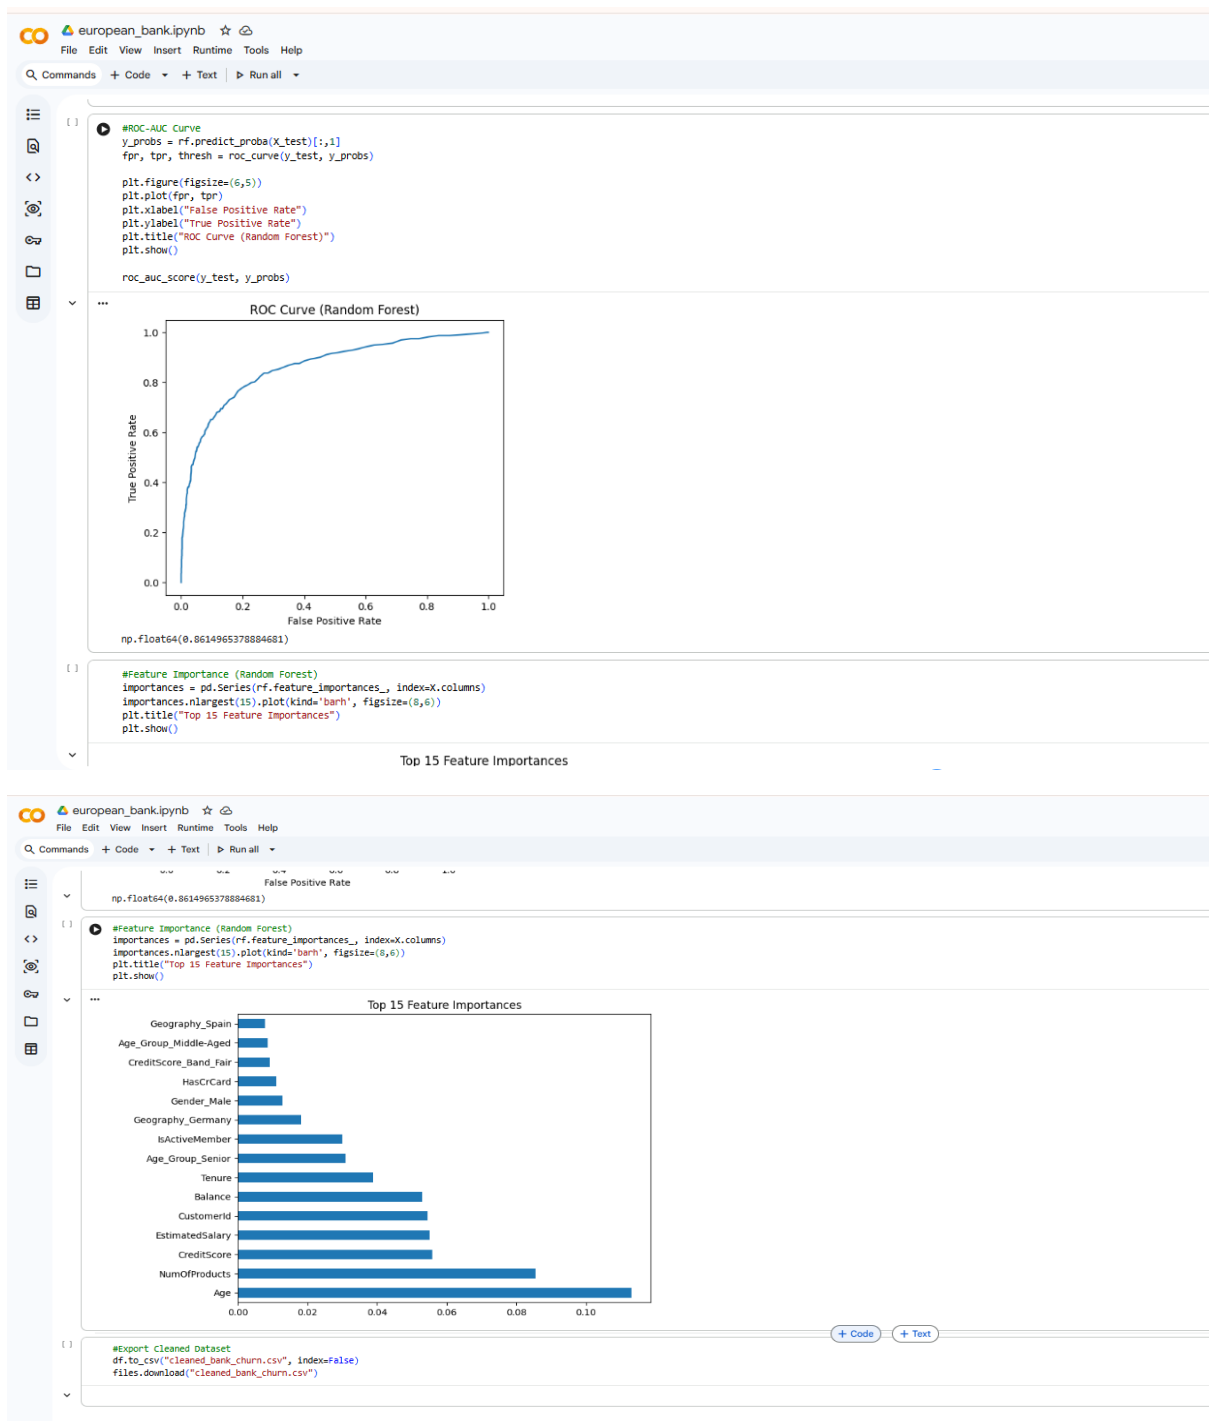 european_bank.ipynb
File Edit View Insert Runtime Tools Help
Commands + Code + Text Run all
[ ]
#ROC-AUC Curve
y_probs = rf.predict_proba(X_test)[:,1]
fpr, tpr, thresh = roc_curve(y_test, y_probs)
plt.figure(figsize=(6,5))
plt.plot(fpr, tpr)
plt.xlabel("False Positive Rate")
plt.ylabel("True Positive Rate")
plt.title("ROC Curve (Random Forest)")
plt.show()
roc_auc_score(y_test, y_probs)
ROC Curve (Random Forest)
1.0
0.8
0.6
0.4
0.2
0.0
True Positive Rate
0.0 0.2 0.4 0.6 0.8 1.0
False Positive Rate
np.float64(0.8614965378884681)
[ ]
#Feature Importance (Random Forest)
importances = pd.Series(rf.feature_importances_, index=X.columns)
importances.nlargest(15).plot(kind='barh', figsize=(8,6))
plt.title("Top 15 Feature Importances")
plt.show()
Top 15 Feature Importances
european_bank.ipynb
File Edit View Insert Runtime Tools Help
Commands + Code + Text Run all
False Positive Rate
np.float64(0.8614965378884681)
[ ]
#Feature Importance (Random Forest)
importances = pd.Series(rf.feature_importances_, index=X.columns)
importances.nlargest(15).plot(kind='barh', figsize=(8,6))
plt.title("Top 15 Feature Importances")
plt.show()
Top 15 Feature Importances
Geography_Spain
Age_Group_Middle-Aged
CreditScore_Band_Fair
HasCrCard
Gender_Male
Geography_Germany
IsActiveMember
Age_Group_Senior
Tenure
Balance
CustomerId
EstimatedSalary
CreditScore
NumOfProducts
Age
0.00 0.02 0.04 0.06 0.08 0.10
+ Code + Text
[ ]
#Export Cleaned Dataset
df.to_csv("cleaned_bank_churn.csv", index=False)
files.download("cleaned_bank_churn.csv")